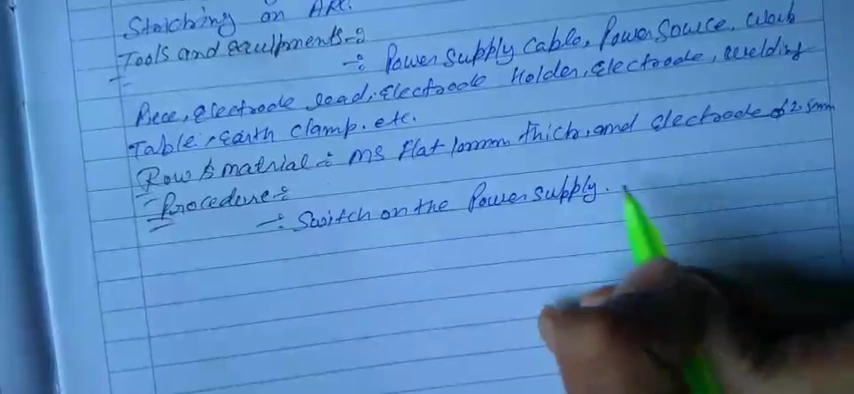 Stotching on ARC.
Tools and equipments :-
-: Power supply cable, Power Source, Work
Piece, electrode lead, electrode Holder, electrode, welding
Table, earth clamp. etc.
Row & matrial :- MS flat 10mm thick, and electrode of 2.5mm
Procedure :-
-: Switch on the Power supply.